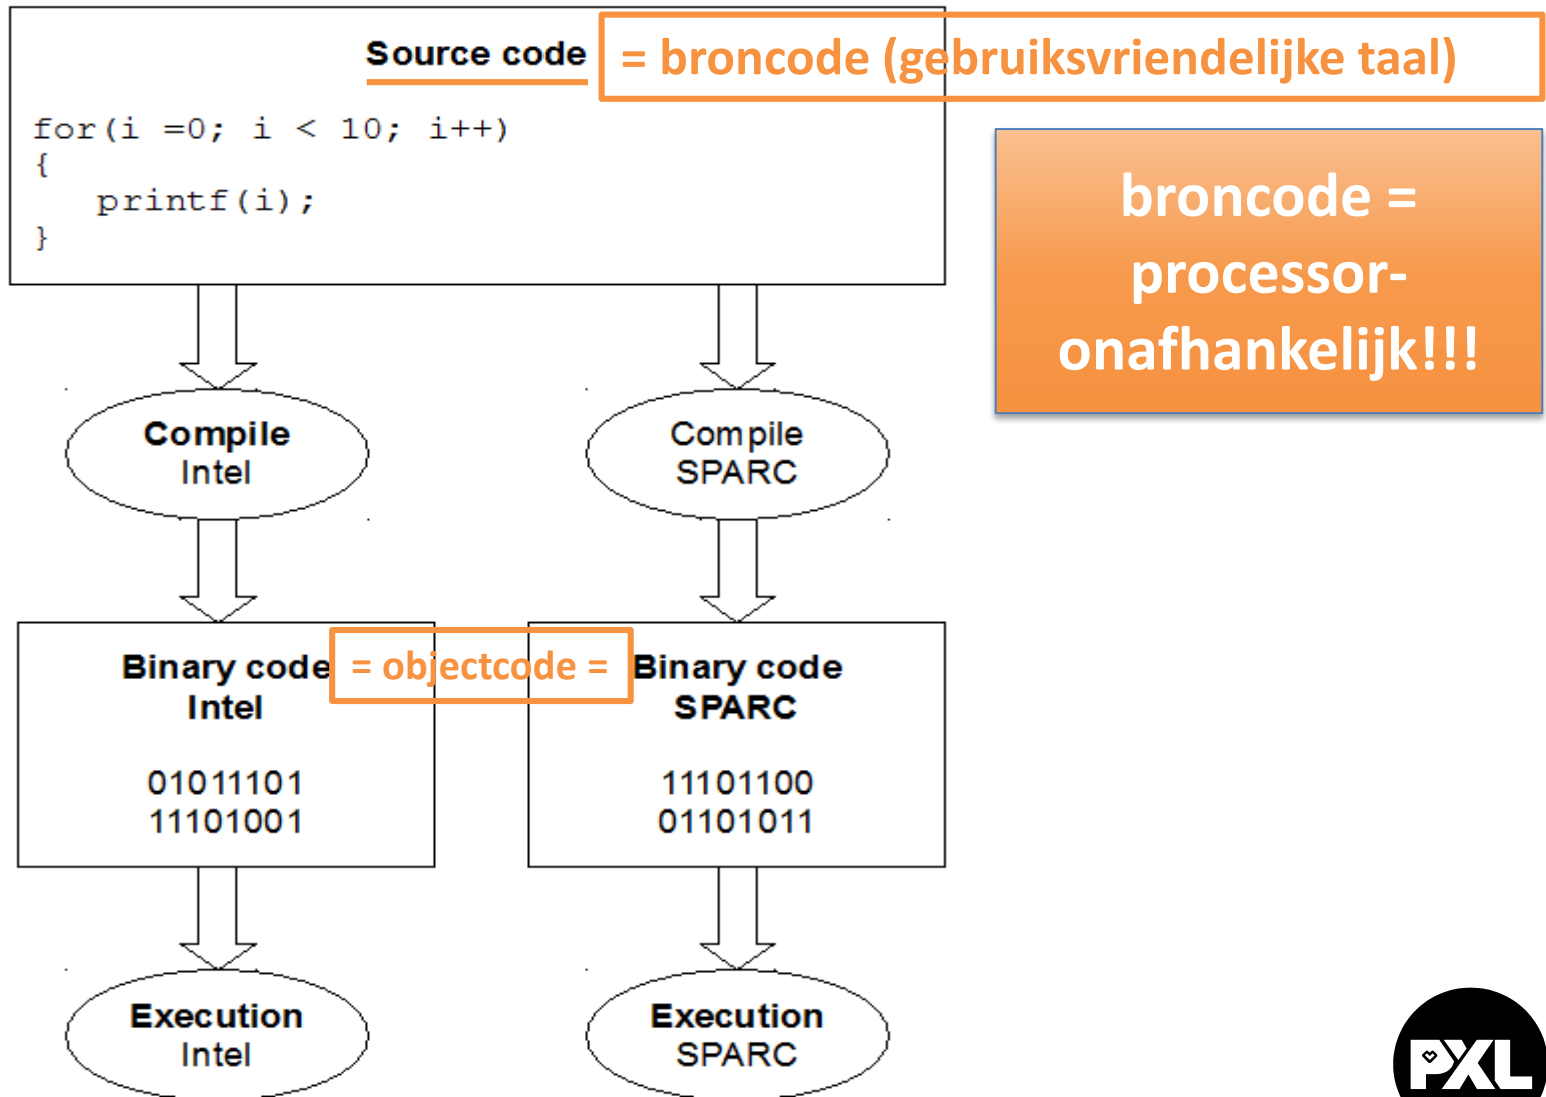 Source code = broncode (gebruiksvriendelijke taal)
for(i =0; i < 10; i++)
{
printf(i);
}
broncode =
processor-
onafhankelijk!!!
Compile
Intel
Compile
SPARC
Binary code = objectcode = Binary code
Intel
SPARC
01011101
11101001
11101100
01101011
Execution
Intel
Execution
SPARC
PXL